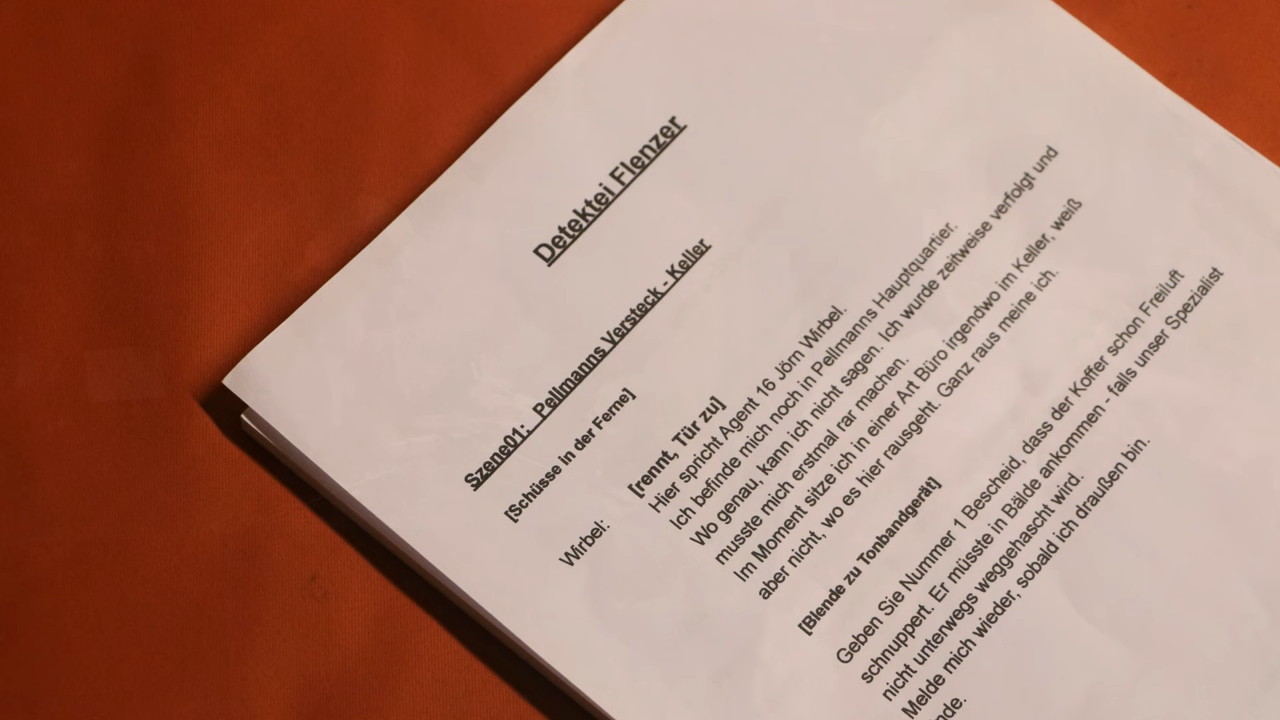 Detektei Flenzer
Szene01: Pellmanns Versteck - Keller
[Schüsse in der Ferne]
[rennt, Tür zu]
Wirbel: Hier spricht Agent 16 Jörn Wirbel.
Ich befinde mich noch in Pellmanns Hauptquartier.
Wo genau, kann ich nicht sagen. Ich wurde zeitweise verfolgt und
musste mich erstmal rar machen.
Im Moment sitze ich in einer Art Büro irgendwo im Keller, weiß
aber nicht, wo es hier rausgeht. Ganz raus meine ich.
[Blende zu Tonbandgerät]
Geben Sie Nummer 1 Bescheid, dass der Koffer schon Freiluft
schnuppert. Er müsste in Bälde ankommen - falls unser Spezialist
nicht unterwegs weggehascht wird.
Melde mich wieder, sobald ich draußen bin.